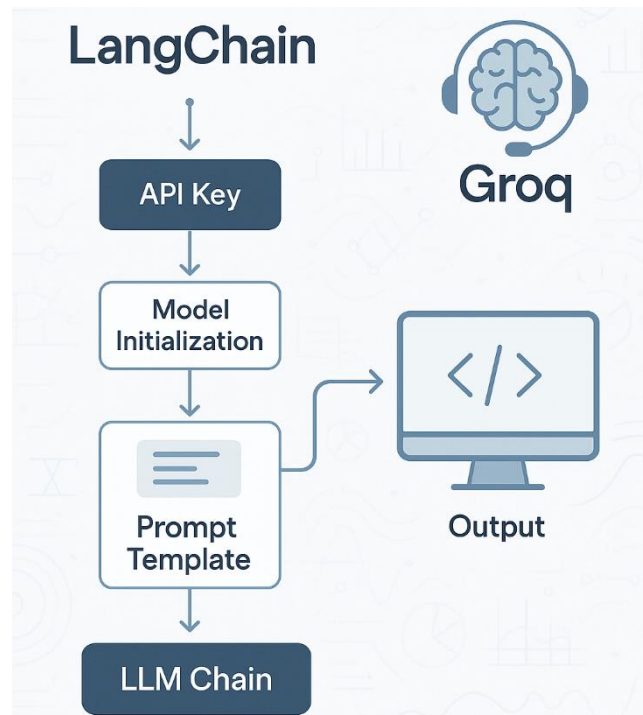 LangChain
Groq
API Key
Model
Initialization
</>
Prompt
Template
Output
LLM Chain